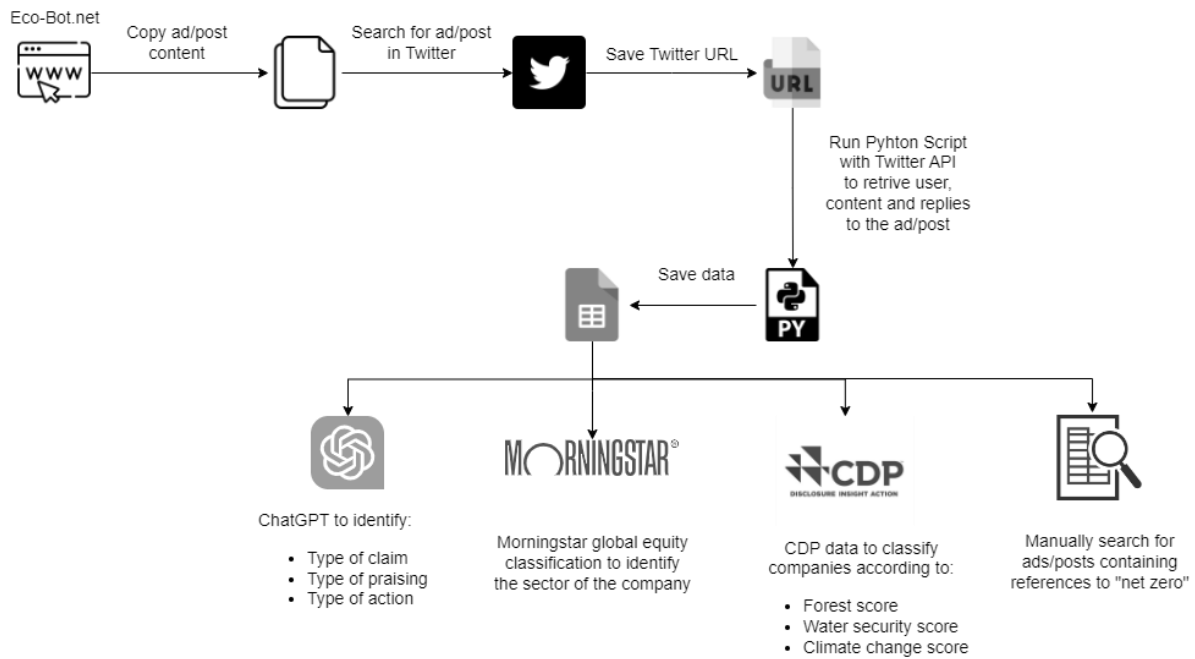 Eco-Bot.net
Copy ad/post
content
Search for ad/post
in Twitter
Save Twitter URL
WWW
URL
Run Pyhton Script
with Twitter API
to retrive user,
content and replies
to the ad/post
Save data
PY
MORNINGSTAR®
CDP
DISCLOSURE INSIGHT ACTION
ChatGPT to identify:
• Type of claim
• Type of praising
• Type of action
Morningstar global equity
classification to identify
the sector of the company
CDP data to classify
companies according to:
• Forest score
• Water security score
• Climate change score
Manually search for
ads/posts containing
references to "net zero"